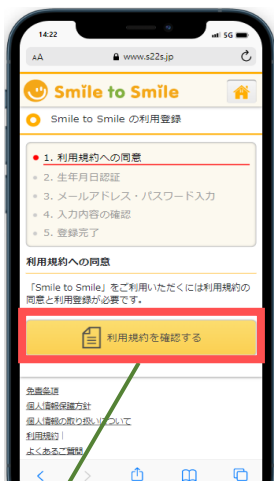 14:22
5G
AA
www.s22s.jp
Smile to Smile
Smile to Smile の利用登録
1. 利用規約への同意
2. 生年月日認証
3. メールアドレス・パスワード入力
4. 入力内容の確認
5. 登録完了
利用規約への同意
「Smile to Smile」をご利用いただくには利用規約の
同意と利用登録が必要です。
利用規約を確認する
免責条項
個人情報保護方針
個人情報の取り扱いについて
利用規約 |
よくあるご質問